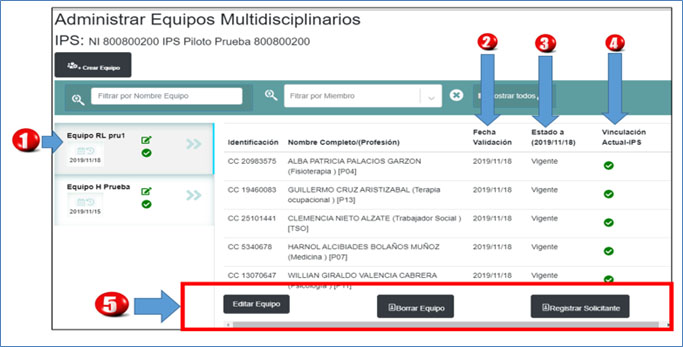 Administrar Equipos Multidisciplinarios
IPS: NI 800800200 IPS Piloto Prueba 800800200
+ Crear Equipo
Filtrar por Nombre Equipo
Filtrar por Miembro
Mostrar todos
1
2
3
4
Equipo RL pru1
2019/11/18
Equipo H Prueba
2019/11/15
Identificación Nombre Completo/(Profesión) Fecha Validación Estado a (2019/11/18) Vinculación Actual-IPS
CC 20983575 ALBA PATRICIA PALACIOS GARZON (Fisioterapia ) [P04] 2019/11/18 Vigente
CC 19460083 GUILLERMO CRUZ ARISTIZABAL (Terapia ocupacional ) [P13] 2019/11/18 Vigente
CC 25101441 CLEMENCIA NIETO ALZATE (Trabajador Social ) [TSO] 2019/11/18 Vigente
CC 5340678 HARNOL ALCIBIADES BOLAÑOS MUÑOZ (Medicina ) [P07] 2019/11/18 Vigente
CC 13070647 WILLIAN GIRALDO VALENCIA CABRERA (Psicología ) [P11] 2019/11/18 Vigente
5
Editar Equipo
Borrar Equipo
Registrar Solicitante